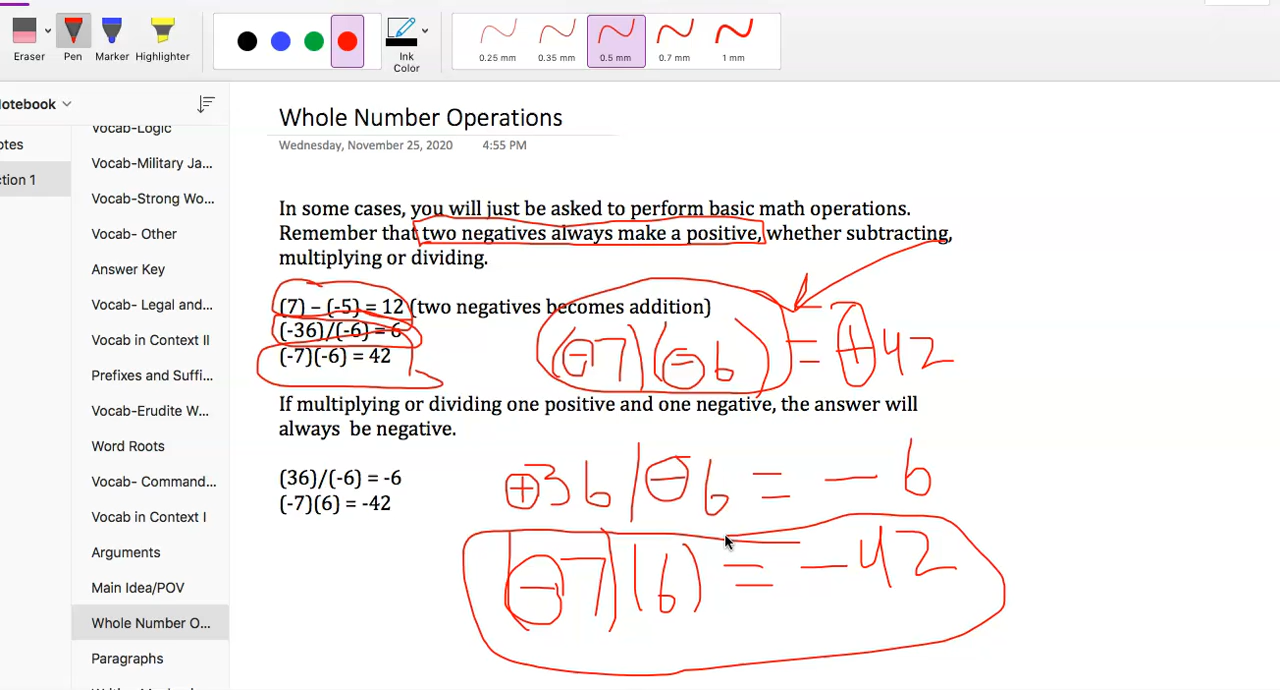 Eraser
Pen
Marker
Highlighter
Ink
Color
0.25 mm
0.35 mm
0.5 mm
0.7 mm
1 mm
otebook
otes
ction 1
Vocab-Logic
Vocab-Military Ja...
Vocab-Strong Wo...
Vocab- Other
Answer Key
Vocab- Legal and...
Vocab in Context II
Prefixes and Suffi...
Vocab-Erudite W...
Word Roots
Vocab- Command...
Vocab in Context I
Arguments
Main Idea/POV
Whole Number O...
Paragraphs
Whole Number Operations
Wednesday, November 25, 2020 4:55 PM
In some cases, you will just be asked to perform basic math operations.
Remember that two negatives always make a positive, whether subtracting,
multiplying or dividing.
(7) – (-5) = 12 (two negatives becomes addition)
(-36)/(-6) = 6
(-7)(-6) = 42
(-7)(-6) = +42
If multiplying or dividing one positive and one negative, the answer will
always be negative.
(36)/(-6) = -6
(-7)(6) = -42
+36/-6 = -6
(-7)(6) = -42